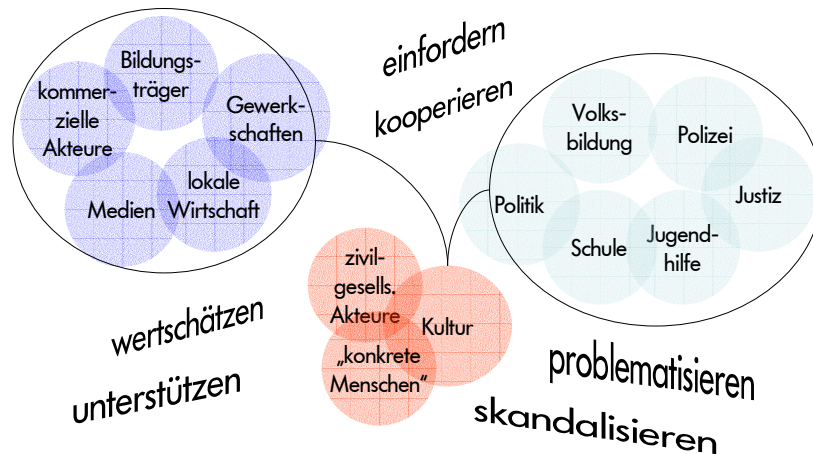 Bildungs-
träger
kommer-
zielle
Akteure
Gewerk-
schaften
Medien
lokale
Wirtschaft
einfordern
kooperieren
Volks-
bildung
Polizei
Politik
Justiz
Schule
Jugend-
hilfe
zivil-
gesells.
Akteure
Kultur
„konkrete
Menschen“
wertschätzen
unterstützen
problematisieren
skandalisieren